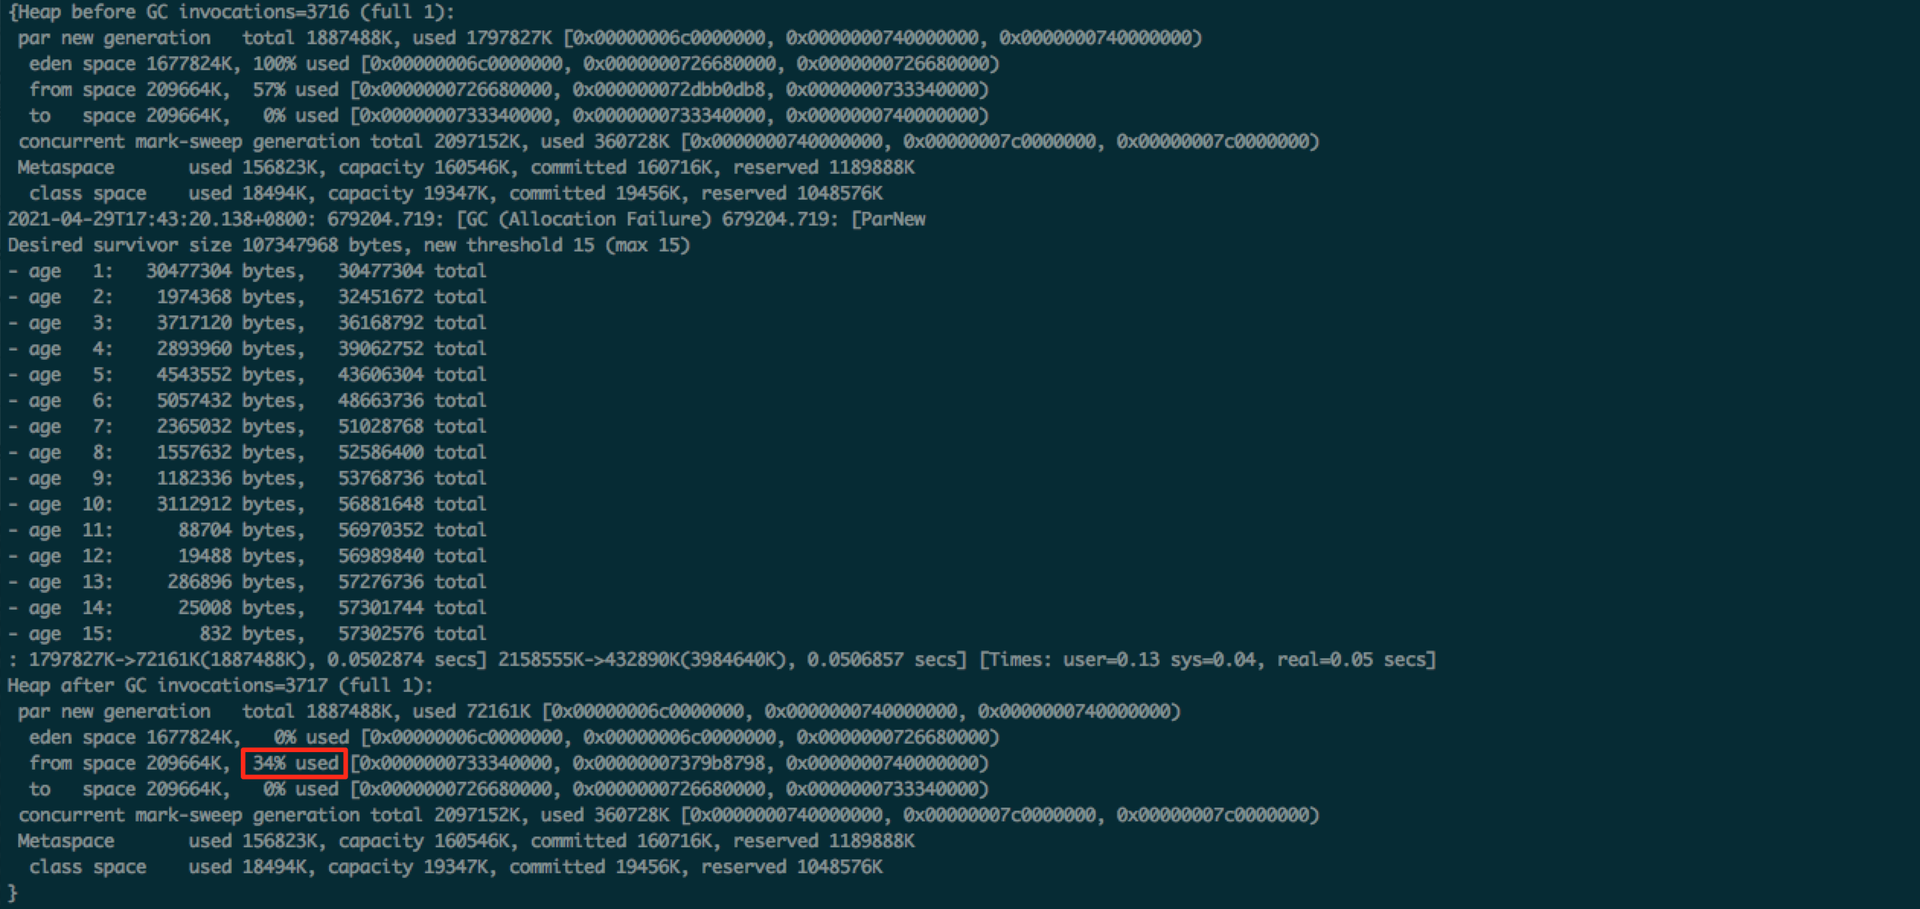 {Heap before GC invocations=3716 (full 1):
 par new generation   total 1887488K, used 1797827K [0x00000006c0000000, 0x0000000740000000, 0x0000000740000000)
  eden space 1677824K, 100% used [0x00000006c0000000, 0x0000000726680000, 0x0000000726680000)
  from space 209664K,  57% used [0x0000000726680000, 0x000000072dbb0db8, 0x0000000733340000)
  to   space 209664K,   0% used [0x0000000733340000, 0x0000000733340000, 0x0000000740000000)
 concurrent mark-sweep generation total 2097152K, used 360728K [0x0000000740000000, 0x00000007c0000000, 0x00000007c0000000)
 Metaspace       used 156823K, capacity 160546K, committed 160716K, reserved 1189888K
  class space    used 18494K, capacity 19347K, committed 19456K, reserved 1048576K
2021-04-29T17:43:20.138+0800: 679204.719: [GC (Allocation Failure) 679204.719: [ParNew
Desired survivor size 107347968 bytes, new threshold 15 (max 15)
- age   1:   30477304 bytes,   30477304 total
- age   2:    1974368 bytes,   32451672 total
- age   3:    3717120 bytes,   36168792 total
- age   4:    2893960 bytes,   39062752 total
- age   5:    4543552 bytes,   43606304 total
- age   6:    5057432 bytes,   48663736 total
- age   7:    2365032 bytes,   51028768 total
- age   8:    1557632 bytes,   52586400 total
- age   9:    1182336 bytes,   53768736 total
- age  10:    3112912 bytes,   56881648 total
- age  11:      88704 bytes,   56970352 total
- age  12:      19488 bytes,   56989840 total
- age  13:     286896 bytes,   57276736 total
- age  14:      25008 bytes,   57301744 total
- age  15:        832 bytes,   57302576 total
: 1797827K->72161K(1887488K), 0.0502874 secs] 2158555K->432890K(3984640K), 0.0506857 secs] [Times: user=0.13 sys=0.04, real=0.05 secs]
Heap after GC invocations=3717 (full 1):
 par new generation   total 1887488K, used 72161K [0x00000006c0000000, 0x0000000740000000, 0x0000000740000000)
  eden space 1677824K,   0% used [0x00000006c0000000, 0x00000006c0000000, 0x0000000726680000)
  from space 209664K,  34% used [0x0000000733340000, 0x00000007379b8798, 0x0000000740000000)
  to   space 209664K,   0% used [0x0000000726680000, 0x0000000726680000, 0x0000000733340000)
 concurrent mark-sweep generation total 2097152K, used 360728K [0x0000000740000000, 0x00000007c0000000, 0x00000007c0000000)
 Metaspace       used 156823K, capacity 160546K, committed 160716K, reserved 1189888K
  class space    used 18494K, capacity 19347K, committed 19456K, reserved 1048576K
}